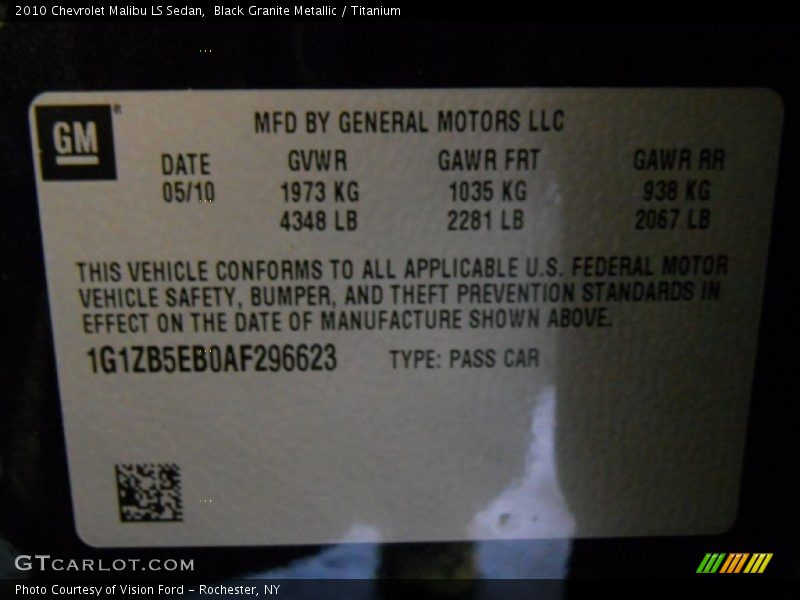 2010 Chevrolet Malibu LS Sedan, Black Granite Metallic / Titanium
GM®
MFD BY GENERAL MOTORS LLC
DATE GVWR GAWR FRT GAWR RR
05/10 1973 KG 1035 KG 938 KG
4348 LB 2281 LB 2067 LB
THIS VEHICLE CONFORMS TO ALL APPLICABLE U.S. FEDERAL MOTOR
VEHICLE SAFETY, BUMPER, AND THEFT PREVENTION STANDARDS IN
EFFECT ON THE DATE OF MANUFACTURE SHOWN ABOVE.
1G1ZB5EB0AF296623 TYPE: PASS CAR
GTCARLOT.COM
Photo Courtesy of Vision Ford - Rochester, NY